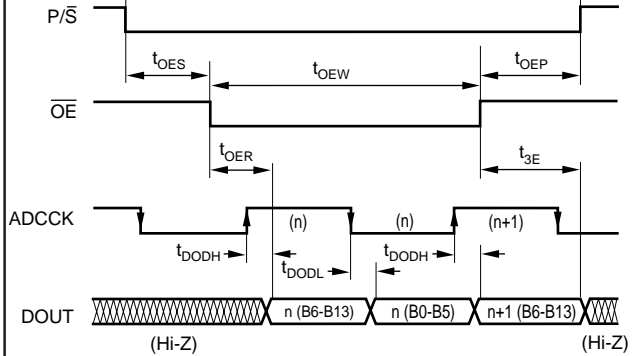 P/S̅
tOES
tOEW
tOEP
O̅E̅
tOER
t3E
ADCCK
(n)
(n)
(n+1)
tDODH
tDODL
tDODH
DOUT
n (B6-B13)
n (B0-B5)
n+1 (B6-B13)
(Hi-Z)
(Hi-Z)